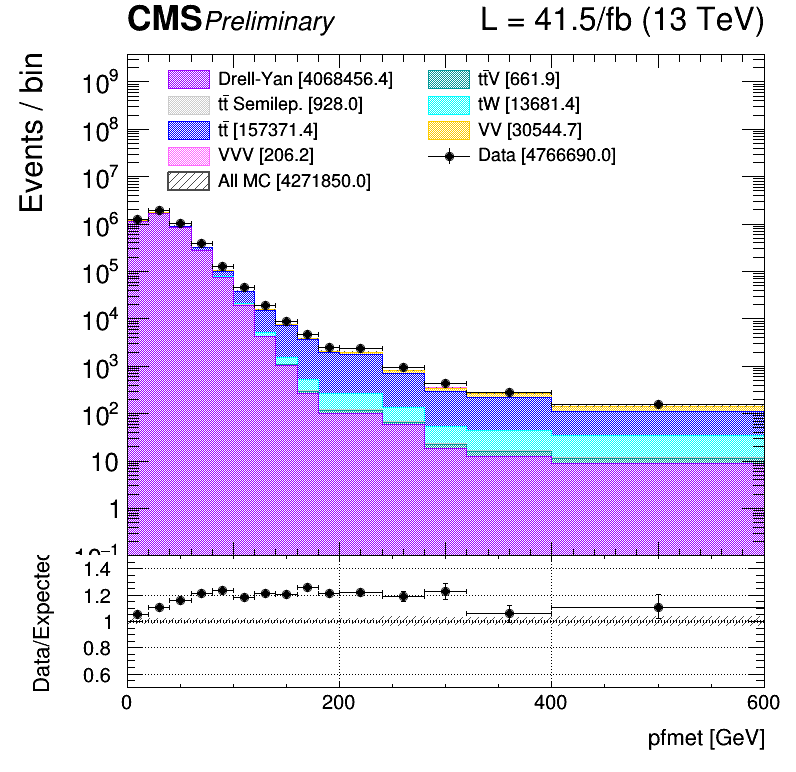 CMS Preliminary L = 41.5/fb (13 TeV)
Events / bin
Drell-Yan [4068456.4]
tt̄V [661.9]
tt̄ Semilep. [928.0]
tW [13681.4]
tt̄ [157371.4]
VV [30544.7]
VVV [206.2]
Data [4766690.0]
All MC [4271850.0]
10⁹
10⁸
10⁷
10⁶
10⁵
10⁴
10³
10²
10
1
10⁻¹
Data/Expected
1.4
1.2
1
0.8
0.6
0 200 400 600
pfmet [GeV]